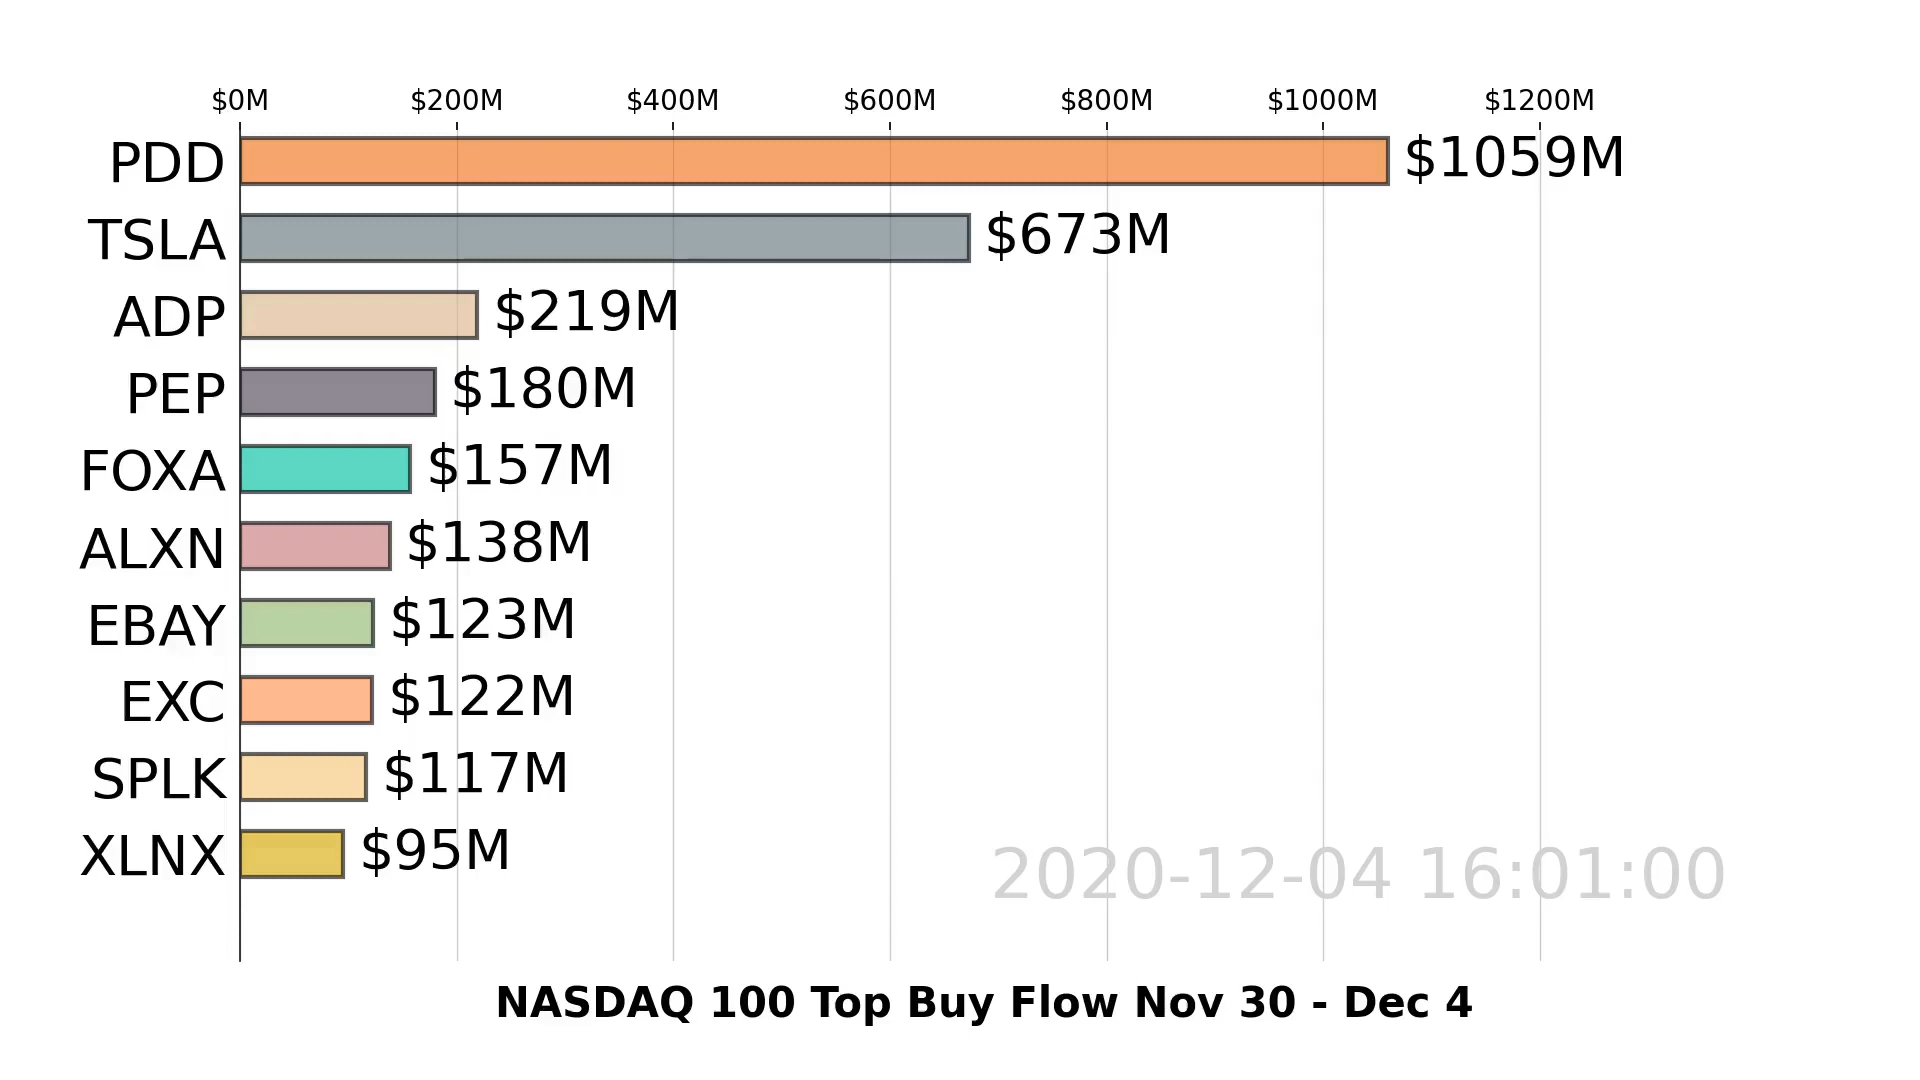 $0M $200M $400M $600M $800M $1000M $1200M
PDD $1059M
TSLA $673M
ADP $219M
PEP $180M
FOXA $157M
ALXN $138M
EBAY $123M
EXC $122M
SPLK $117M
XLNX $95M
2020-12-04 16:01:00
NASDAQ 100 Top Buy Flow Nov 30 - Dec 4